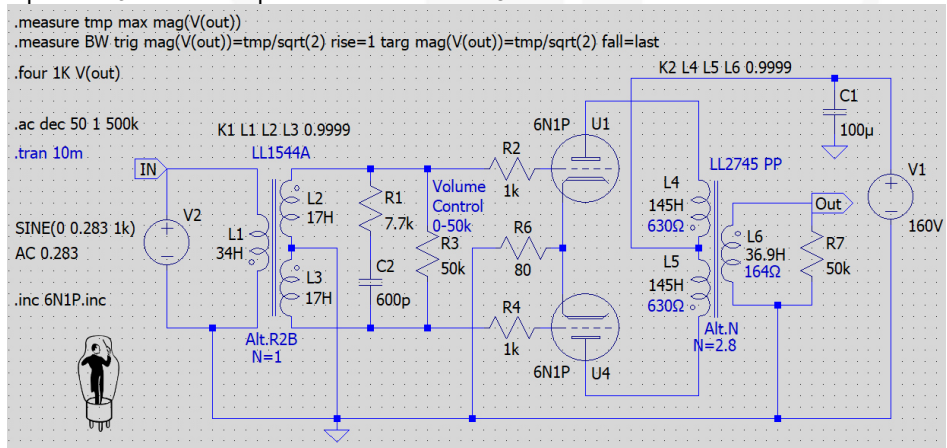 .measure tmp max mag(V(out))
.measure BW trig mag(V(out))=tmp/sqrt(2) rise=1 targ mag(V(out))=tmp/sqrt(2) fall=last
.four 1K V(out)
K2 L4 L5 L6 0.9999
C1
100µ
.ac dec 50 1 500k
K1 L1 L2 L3 0.9999
6N1P
U1
.tran 10m
LL1544A
R2
1k
LL2745 PP
V1
160V
IN
L2
17H
R1
7.7k
Volume
Control
0-50k
R3
50k
L4
145H
630Ω
Out
V2
SINE(0 0.283 1k)
AC 0.283
L1
34H
R6
80
L6
36.9H
164Ω
R7
50k
L5
145H
630Ω
L3
17H
C2
600p
.inc 6N1P.inc
R4
1k
Alt.R2B
N=1
Alt.N
N=2.8
6N1P
U4